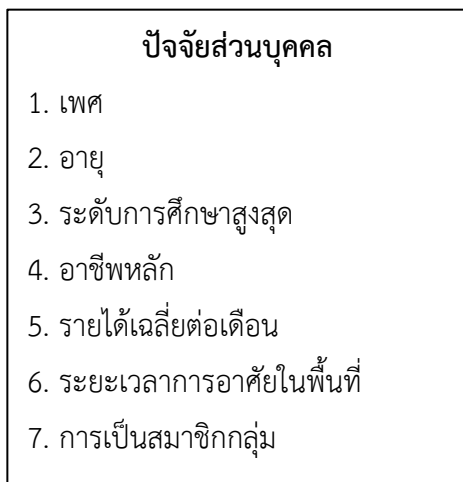 ปัจจัยส่วนบุคคล
1. เพศ
2. อายุ
3. ระดับการศึกษาสูงสุด
4. อาชีพหลัก
5. รายได้เฉลี่ยต่อเดือน
6. ระยะเวลาการอาศัยในพื้นที่
7. การเป็นสมาชิกกลุ่ม